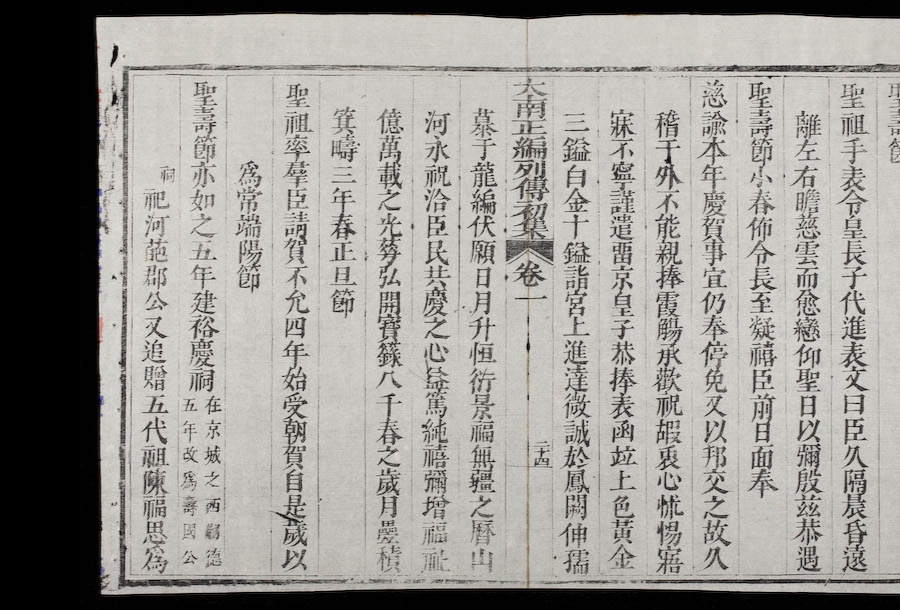 聖壽節
聖祖手表令皇長子代進表文曰臣久隔晨昏遠
離左右瞻慈雲而愈戀仰聖日以彌殷茲恭遇
聖壽節小春佈令長至凝禧臣前日面奉
慈諭本年慶賀事宜仍奉停免又以邦交之故久
稽于外不能親捧霞觴承歡祝嘏衷心怵惕寤
寐不寧謹遣畱京皇子恭捧表函竝上色黃金
三鎰白金十鎰詣宮上進達微誠於鳳闕伸孺
大南正編列傳初集 卷一 二十四
慕于龍編伏願日月升恒衍景福無疆之曆山
河永祝洽臣民共慶之心益篤純禧彌增福祉
億萬載之光弘開寶籙八千春之歲月疊積
箕疇三年春正旦節
聖祖率羣臣請賀不允四年始受朝賀自是歲以
爲常端陽節
聖壽節亦如之五年建裕慶祠在京城之西嗣德五年改爲壽國公
祠祀河葩郡公又追贈五代祖陳福思爲